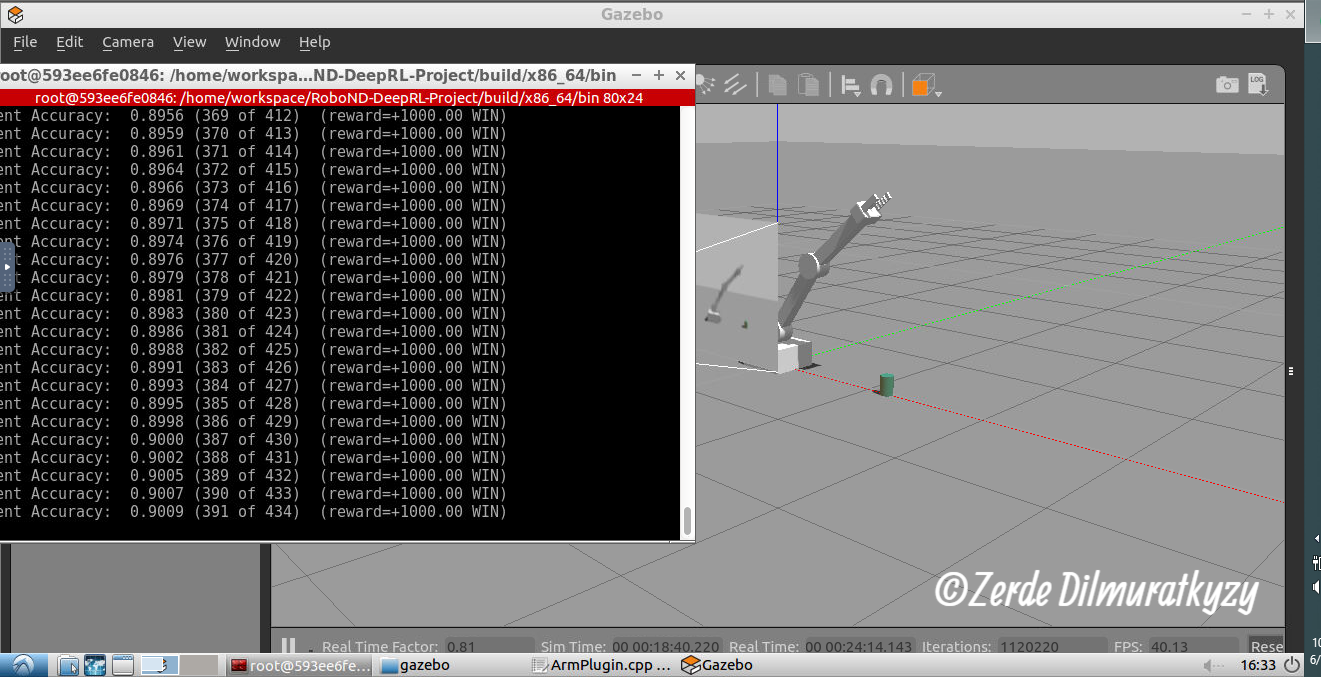 Gazebo
File Edit Camera View Window Help
root@593ee6fe0846: /home/workspa...ND-DeepRL-Project/build/x86_64/bin
root@593ee6fe0846: /home/workspace/RoboND-DeepRL-Project/build/x86_64/bin 80x24
LOG
ent Accuracy: 0.8956 (369 of 412) (reward=+1000.00 WIN)
ent Accuracy: 0.8959 (370 of 413) (reward=+1000.00 WIN)
ent Accuracy: 0.8961 (371 of 414) (reward=+1000.00 WIN)
ent Accuracy: 0.8964 (372 of 415) (reward=+1000.00 WIN)
ent Accuracy: 0.8966 (373 of 416) (reward=+1000.00 WIN)
ent Accuracy: 0.8969 (374 of 417) (reward=+1000.00 WIN)
ent Accuracy: 0.8971 (375 of 418) (reward=+1000.00 WIN)
ent Accuracy: 0.8974 (376 of 419) (reward=+1000.00 WIN)
ent Accuracy: 0.8976 (377 of 420) (reward=+1000.00 WIN)
ent Accuracy: 0.8979 (378 of 421) (reward=+1000.00 WIN)
ent Accuracy: 0.8981 (379 of 422) (reward=+1000.00 WIN)
ent Accuracy: 0.8983 (380 of 423) (reward=+1000.00 WIN)
ent Accuracy: 0.8986 (381 of 424) (reward=+1000.00 WIN)
ent Accuracy: 0.8988 (382 of 425) (reward=+1000.00 WIN)
ent Accuracy: 0.8991 (383 of 426) (reward=+1000.00 WIN)
ent Accuracy: 0.8993 (384 of 427) (reward=+1000.00 WIN)
ent Accuracy: 0.8995 (385 of 428) (reward=+1000.00 WIN)
ent Accuracy: 0.8998 (386 of 429) (reward=+1000.00 WIN)
ent Accuracy: 0.9000 (387 of 430) (reward=+1000.00 WIN)
ent Accuracy: 0.9002 (388 of 431) (reward=+1000.00 WIN)
ent Accuracy: 0.9005 (389 of 432) (reward=+1000.00 WIN)
ent Accuracy: 0.9007 (390 of 433) (reward=+1000.00 WIN)
ent Accuracy: 0.9009 (391 of 434) (reward=+1000.00 WIN)
©Zerde Dilmuratkyzy
Real Time Factor: 0.81 Sim Time: 00 00:18:40.220 Real Time: 00 00:24:14.143 Iterations: 1120220 FPS: 40.13 Rese
root@593ee6fe... gazebo ArmPlugin.cpp ... Gazebo 16:33
10
6/